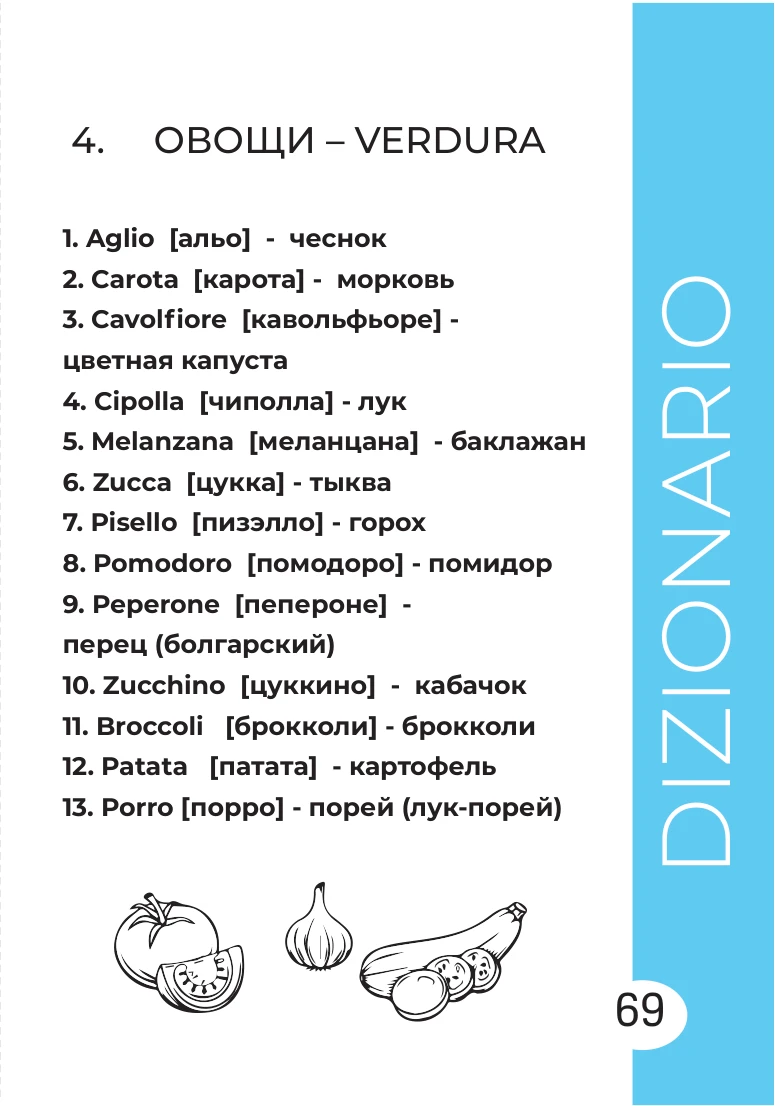 4. ОВОЩИ – VERDURA
1. Aglio [альо] - чеснок
2. Carota [карота] - морковь
3. Cavolfiore [кавольфьоре] -
цветная капуста
4. Cipolla [чиполла] - лук
5. Melanzana [меланцана] - баклажан
6. Zucca [цукка] - тыква
7. Pisello [пизэлло] - горох
8. Pomodoro [помодоро] - помидор
9. Peperone [пепероне] -
перец (болгарский)
10. Zucchino [цуккино] - кабачок
11. Broccoli [брокколи] - брокколи
12. Patata [патата] - картофель
13. Porro [порро] - порей (лук-порей)
DIZIONARIO
69